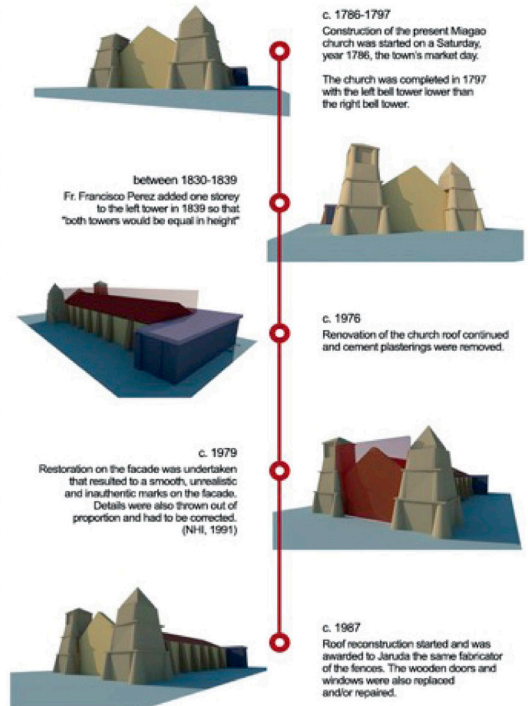 c. 1786-1797
Construction of the present Miagao
church was started on a Saturday,
year 1786, the town's market day.
The church was completed in 1797
with the left bell tower lower than
the right bell tower.
between 1830-1839
Fr. Francisco Perez added one storey
to the left tower in 1839 so that
"both towers would be equal in height"
c. 1976
Renovation of the church roof continued
and cement plasterings were removed.
c. 1979
Restoration on the facade was undertaken
that resulted to a smooth, unrealistic
and inauthentic marks on the facade.
Details were also thrown out of
proportion and had to be corrected.
(NHI, 1991)
c. 1987
Roof reconstruction started and was
awarded to Jaruda the same fabricator
of the fences. The wooden doors and
windows were also replaced
and/or repaired.